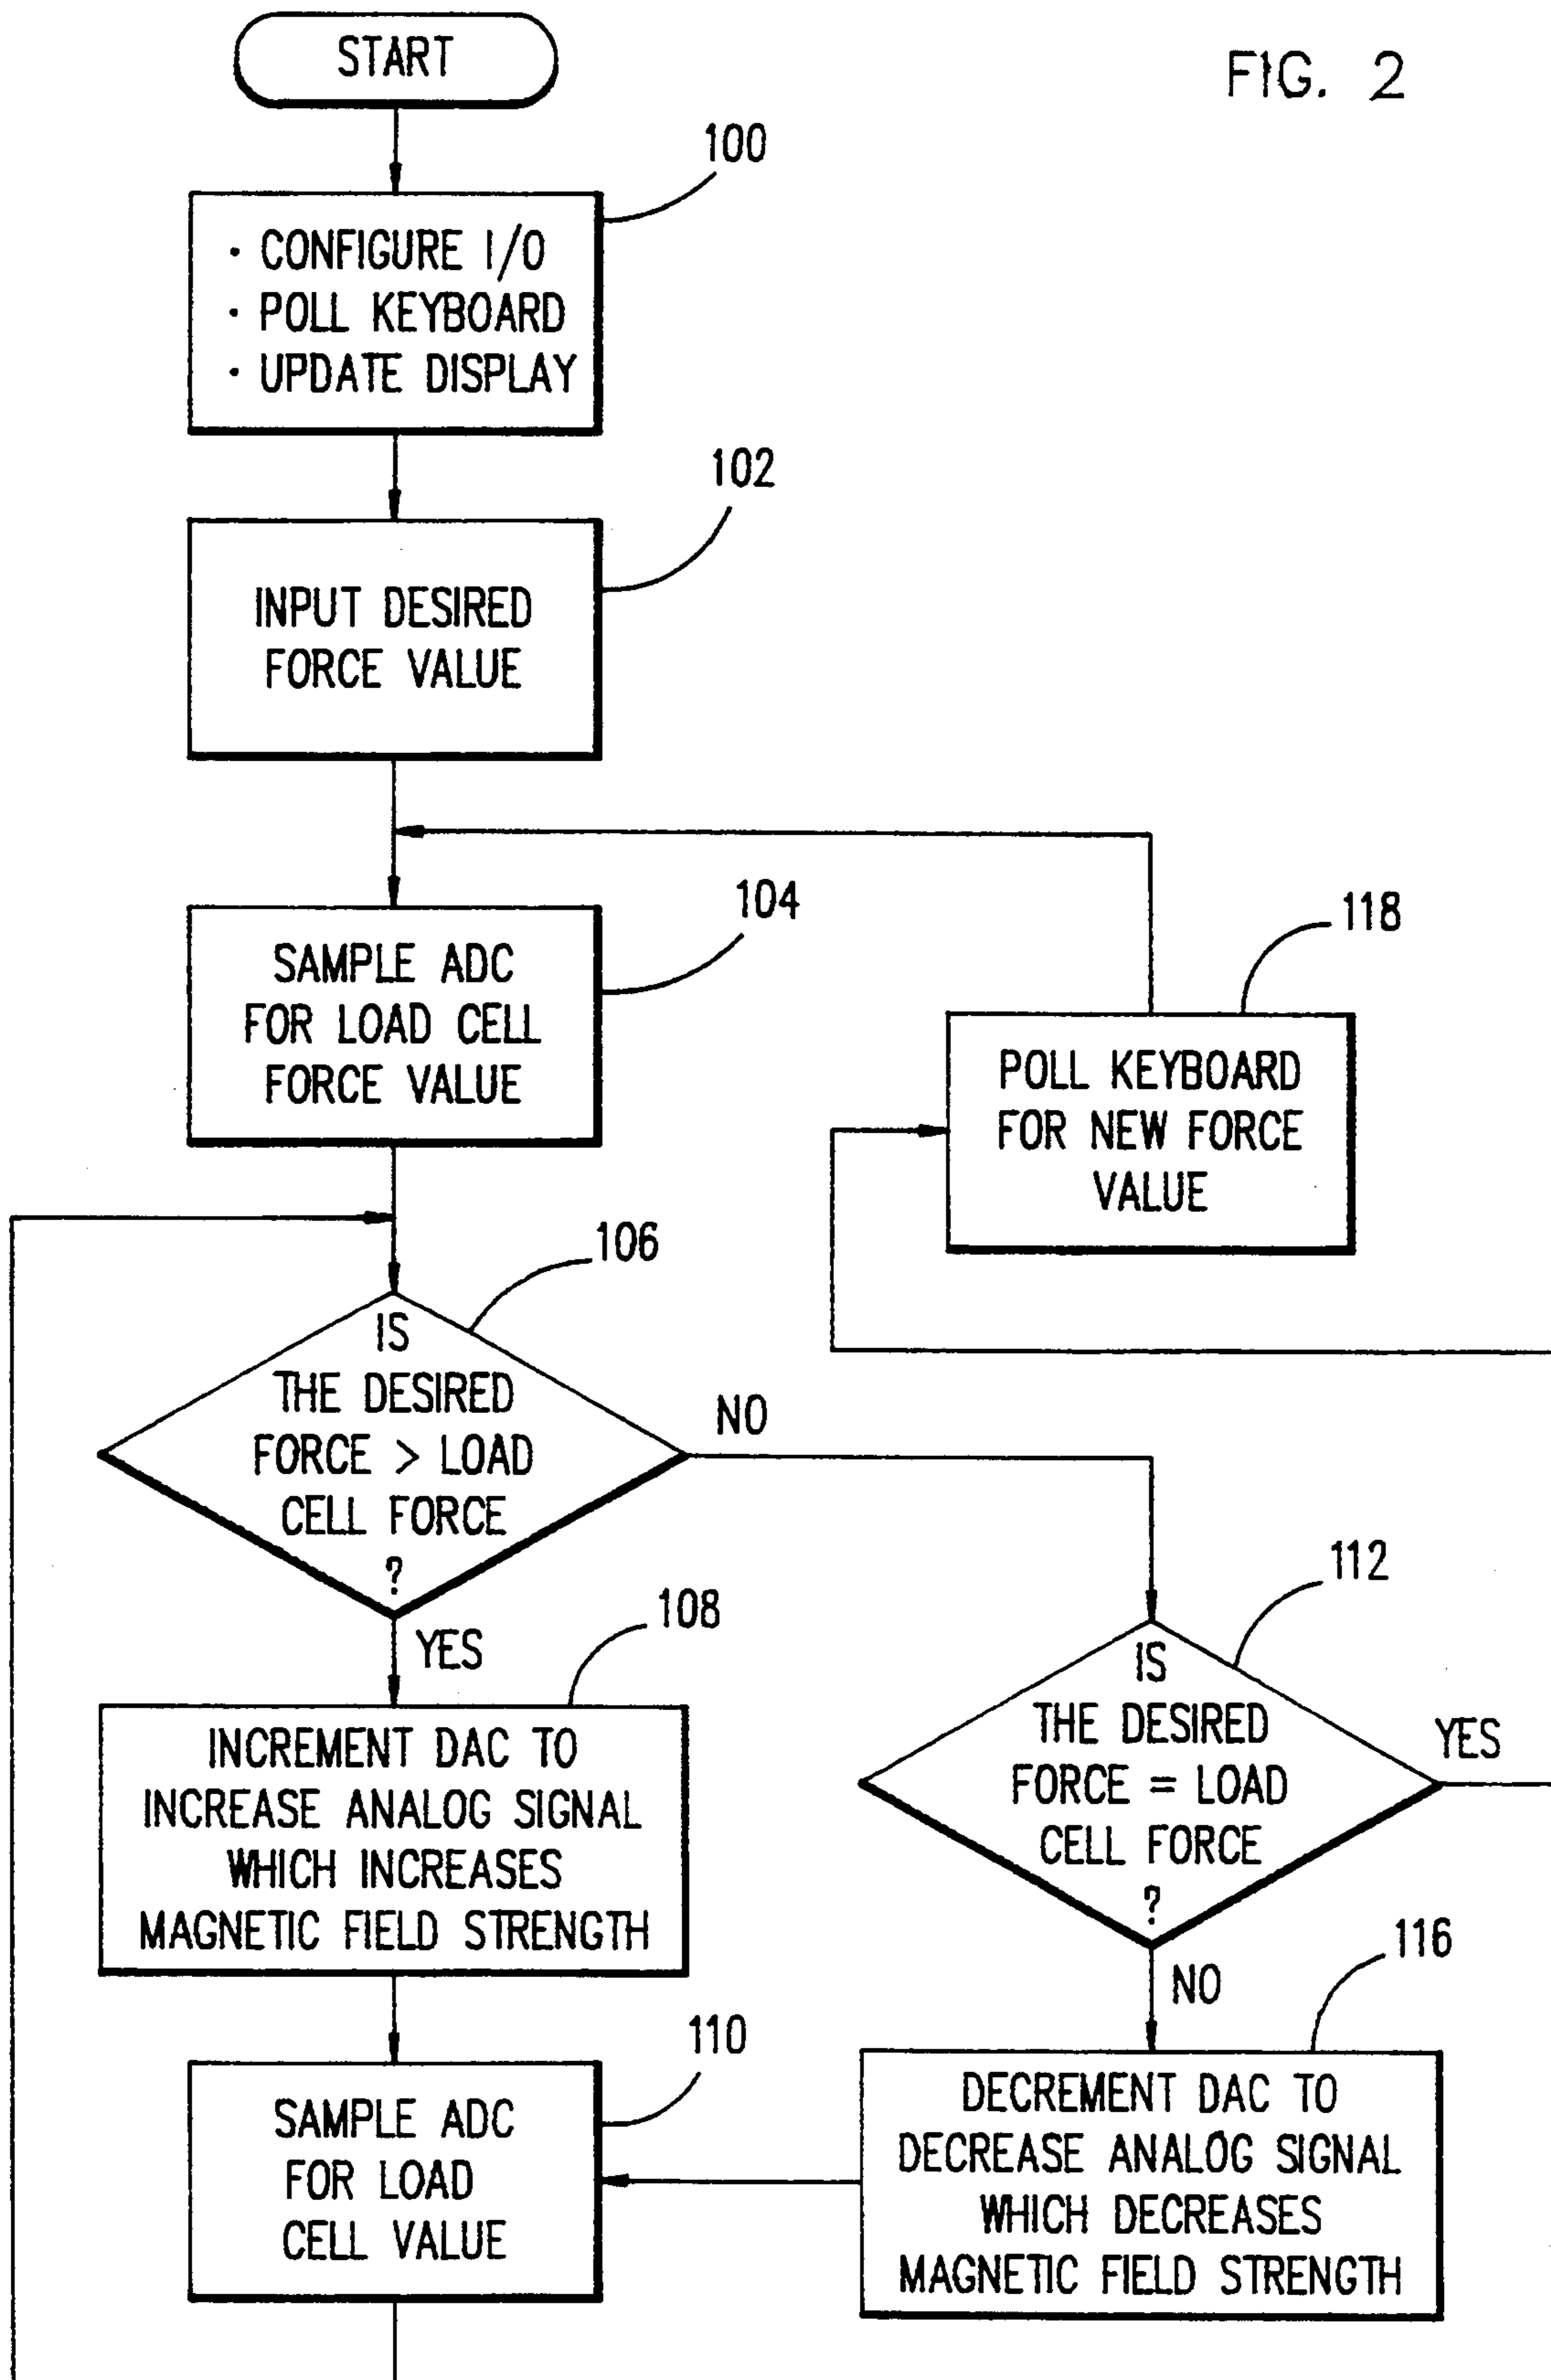 FIG. 2
START
100
· CONFIGURE I/O
· POLL KEYBOARD
· UPDATE DISPLAY
102
INPUT DESIRED
FORCE VALUE
104
SAMPLE ADC
FOR LOAD CELL
FORCE VALUE
118
POLL KEYBOARD
FOR NEW FORCE
VALUE
106
IS
THE DESIRED
FORCE > LOAD
CELL FORCE
?
NO
YES
108
INCREMENT DAC TO
INCREASE ANALOG SIGNAL
WHICH INCREASES
MAGNETIC FIELD STRENGTH
110
SAMPLE ADC
FOR LOAD
CELL VALUE
112
IS
THE DESIRED
FORCE = LOAD
CELL FORCE
?
YES
NO
116
DECREMENT DAC TO
DECREASE ANALOG SIGNAL
WHICH DECREASES
MAGNETIC FIELD STRENGTH